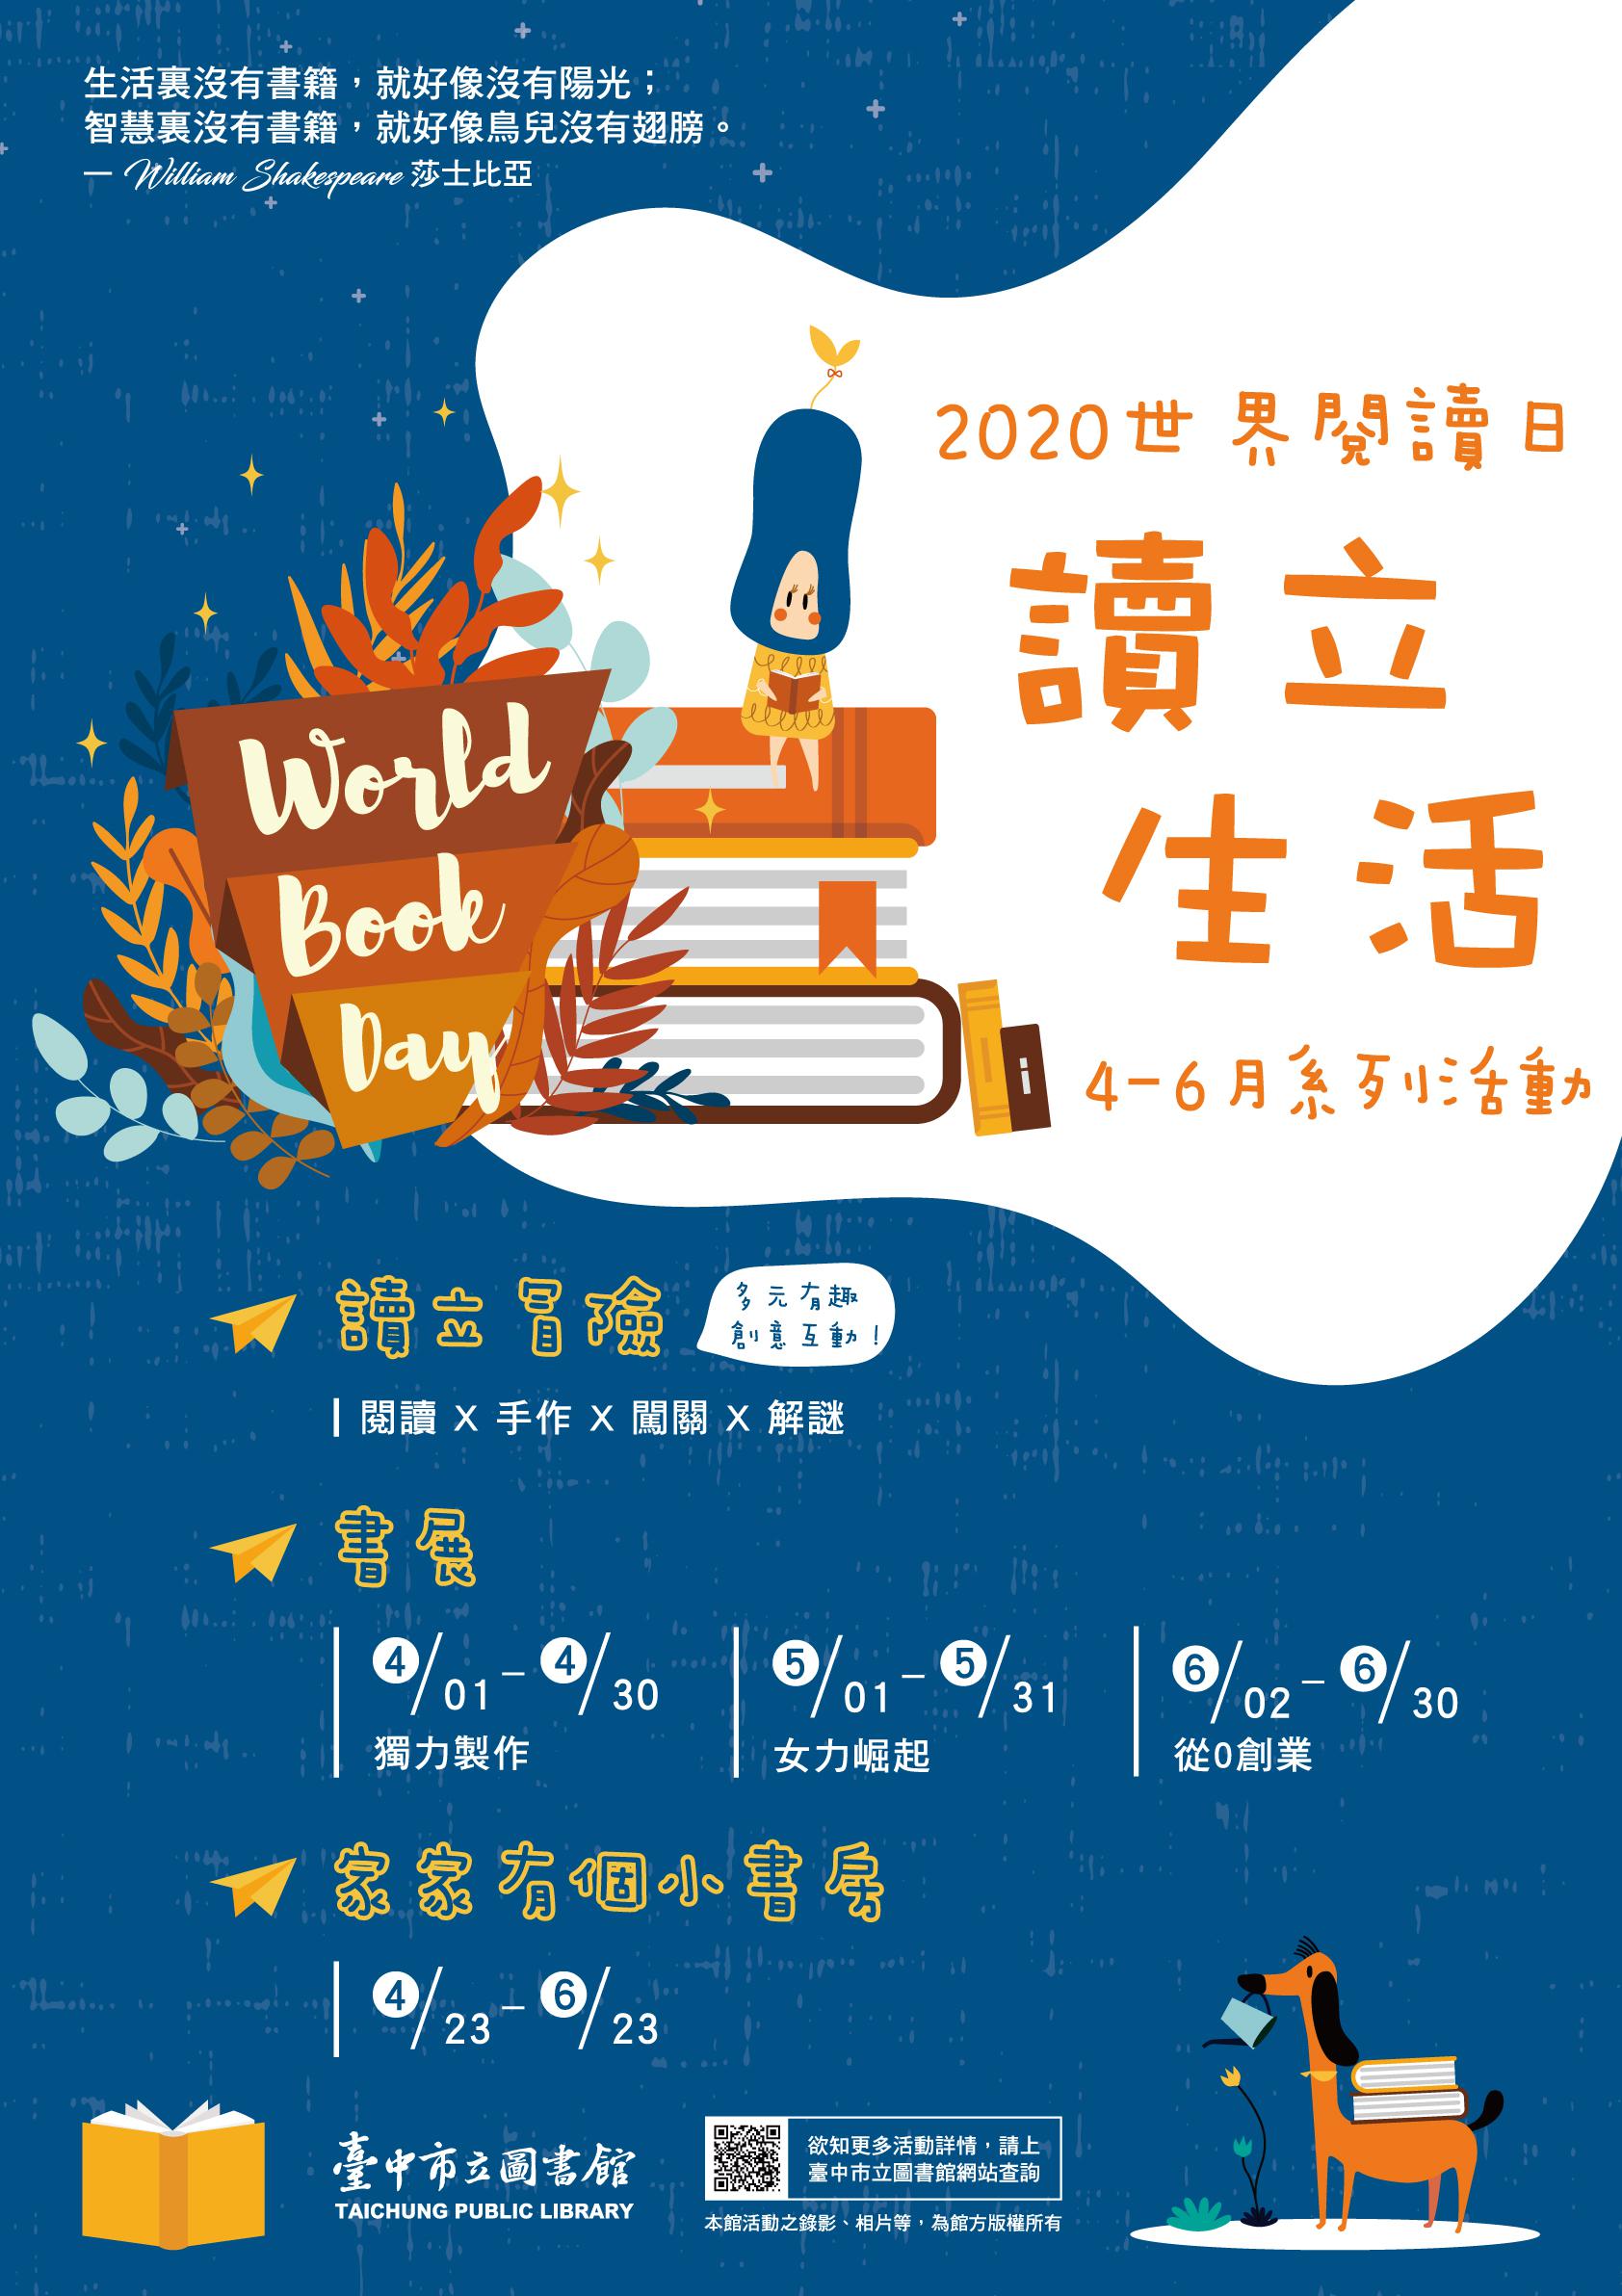 生活裏沒有書籍，就好像沒有陽光；
智慧裏沒有書籍，就好像鳥兒沒有翅膀。
— William Shakespeare 莎士比亞
2020世界閱讀日
讀立
生活
4-6月系列活動
World
Book
Day
i
讀立冒險
多元有趣
創意互動！
閱讀 X 手作 X 闖關 X 解謎
書展
4/01 - 4/30
獨力製作
5/01 - 5/31
女力崛起
6/02 - 6/30
從0創業
家家有個小書房
4/23 - 6/23
臺中市立圖書館
TAICHUNG PUBLIC LIBRARY
欲知更多活動詳情，請上
臺中市立圖書館網站查詢
本館活動之錄影、相片等，為館方版權所有